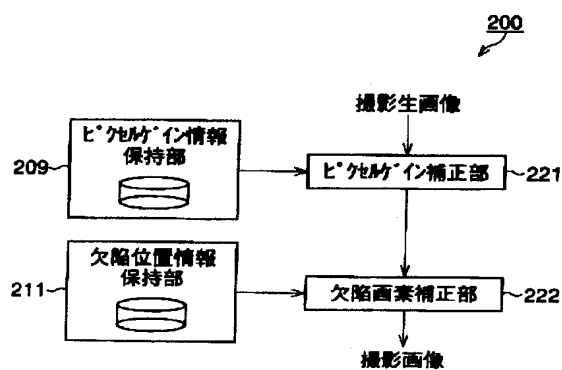 200
撮影生画像
ピクセルゲイン情報
保持部
209
ピクセルゲイン補正部
221
欠陥位置情報
保持部
211
欠陥画素補正部
222
撮影画像